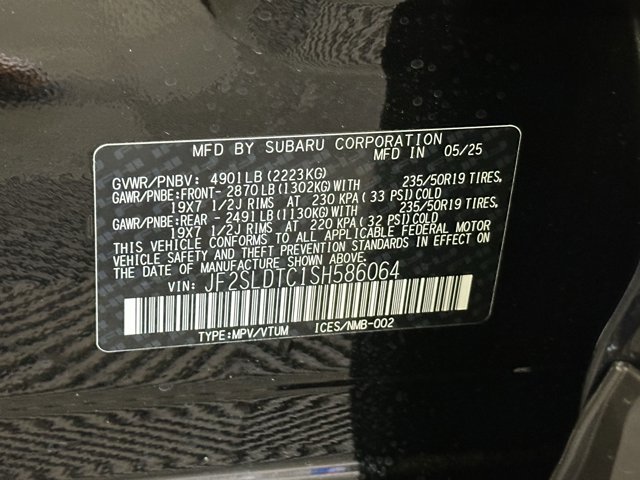 MFD BY SUBARU CORPORATION
MFD IN 05/25
GVWR/PNBV: 4901LB (2223KG)
GAWR/PNBE:FRONT- 2870LB (1302KG) WITH 235/50R19 TIRES,
19X7 1/2J RIMS AT 230 KPA ( 33 PSI) COLD
GAWR/PNBE:REAR - 2491LB (1130KG) WITH 235/50R19 TIRES,
19X7 1/2J RIMS AT 220 KPA (32 PSI) COLD
THIS VEHICLE CONFORMS TO ALL APPLICABLE FEDERAL MOTOR
VEHICLE SAFETY AND THEFT PREVENTION STANDARDS IN EFFECT ON
THE DATE OF MANUFACTURE SHOWN ABOVE.
VIN: JF2SLDTC1SH586064
TYPE:MPV/VTUM ICES/NMB-002